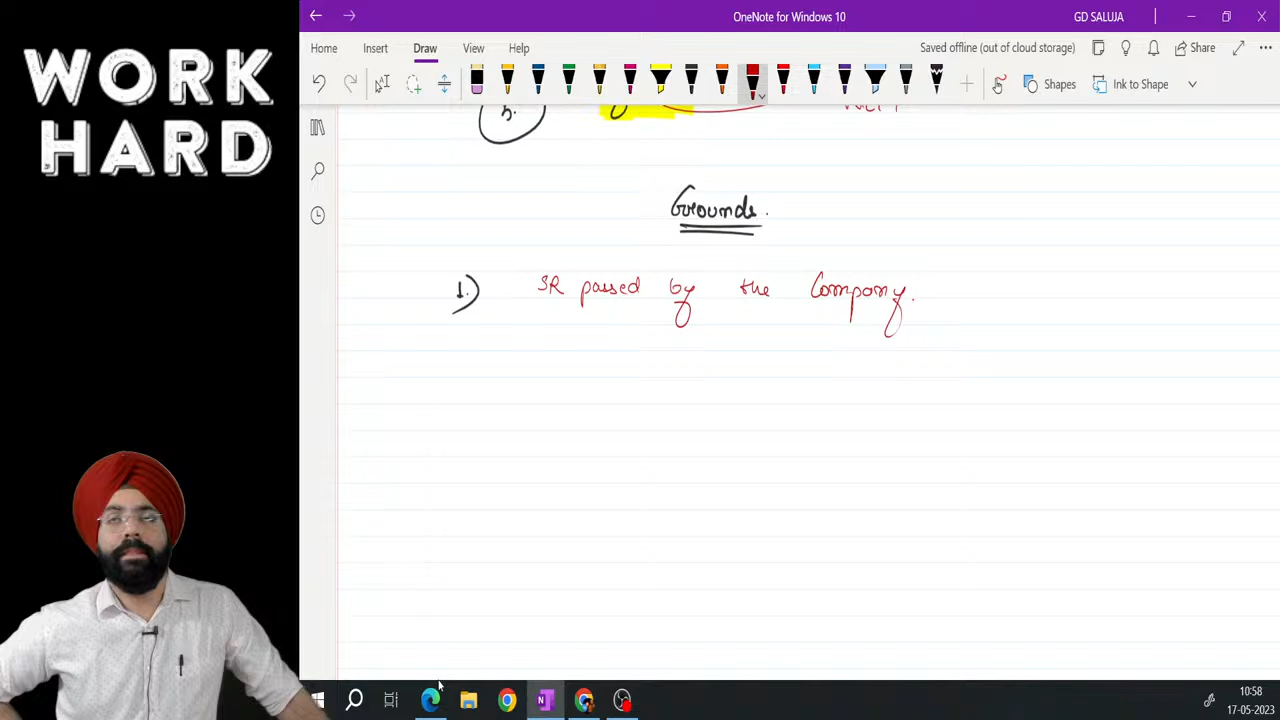 WORK
HARD
OneNote for Windows 10
GD SALUJA
Home Insert Draw View Help
Saved offline (out of cloud storage)
Share
Shapes
Ink to Shape
h.
Grounds.
1.) SR passed by the Company.
10:58
17-05-2023